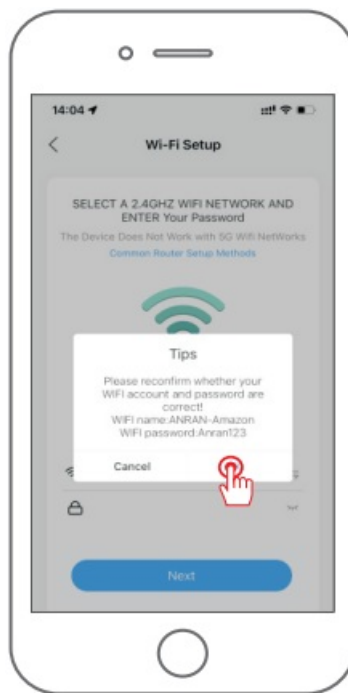 14:04
Wi-Fi Setup
SELECT A 2.4GHZ WIFI NETWORK AND
ENTER Your Password
The Device Does Not Work with 5G Wifi NetWorks
Common Router Setup Methods
Tips
Please reconfirm whether your
WIFI account and password are
correct!
WIFI name:ANRAN-Amazon
WIFI password:Anran123
Cancel
Next